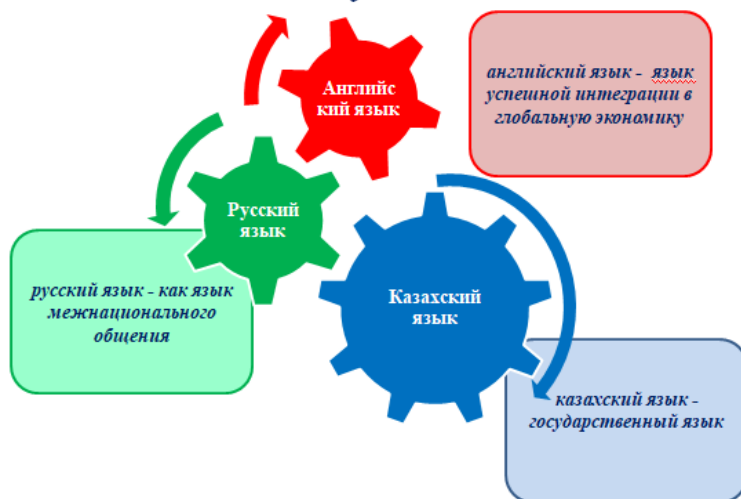 Английс
кий язык
английский язык - язык
успешной интеграции в
глобальную экономику
Русский
язык
русский язык - как язык
межнационального
общения
Казахский
язык
казахский язык -
государственный язык